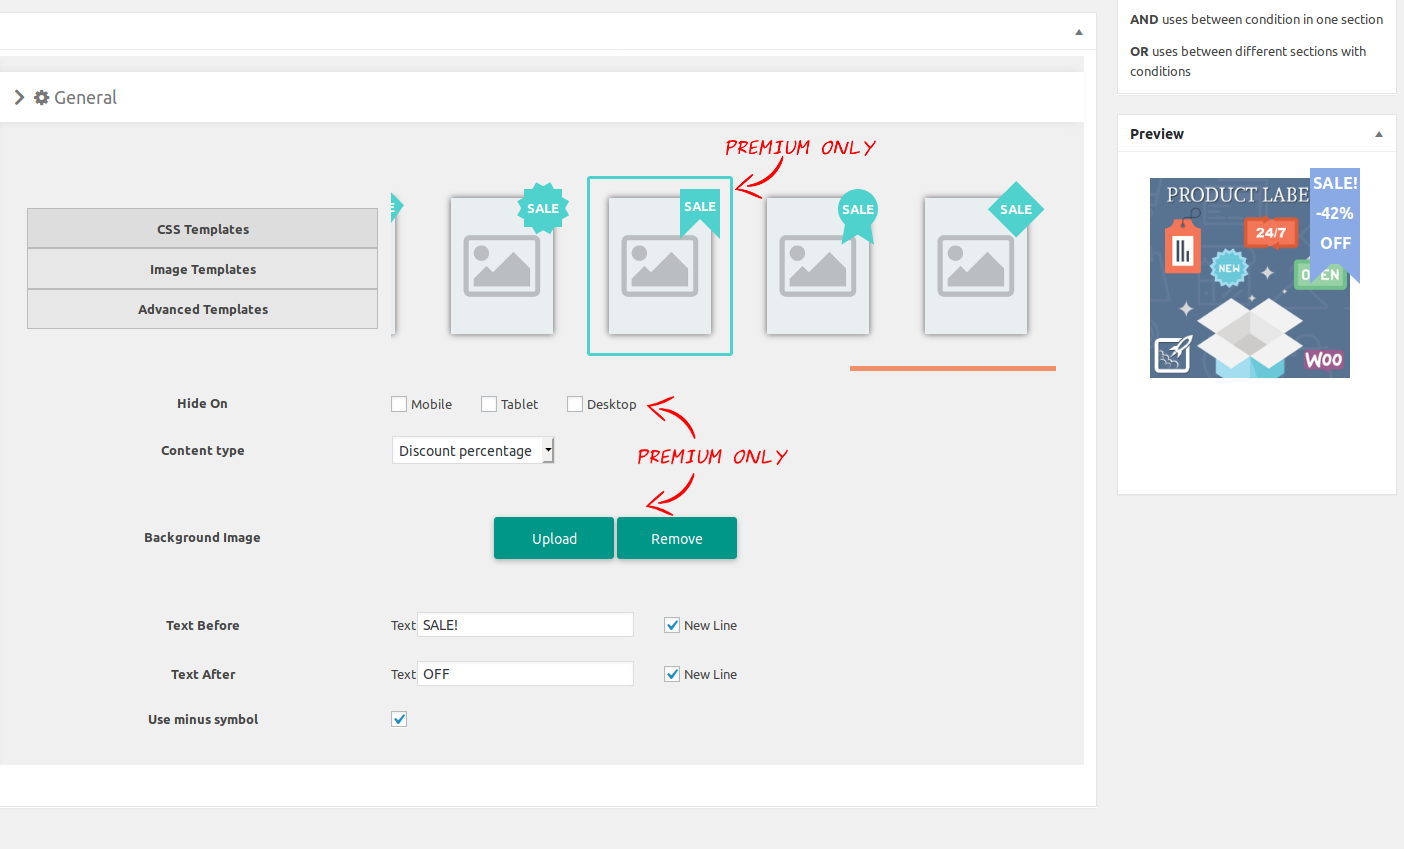 AND uses between condition in one section
OR uses between different sections with
conditions
General
PREMIUM ONLY
CSS Templates
Image Templates
Advanced Templates
SALE
SALE
SALE
SALE
Hide On
Mobile
Tablet
Desktop
PREMIUM ONLY
Content type
Discount percentage
Background Image
Upload
Remove
Text Before
Text
SALE!
New Line
Text After
Text
OFF
New Line
Use minus symbol
Preview
PRODUCT LABE
SALE!
-42%
OFF
24/7
NEW
WOO